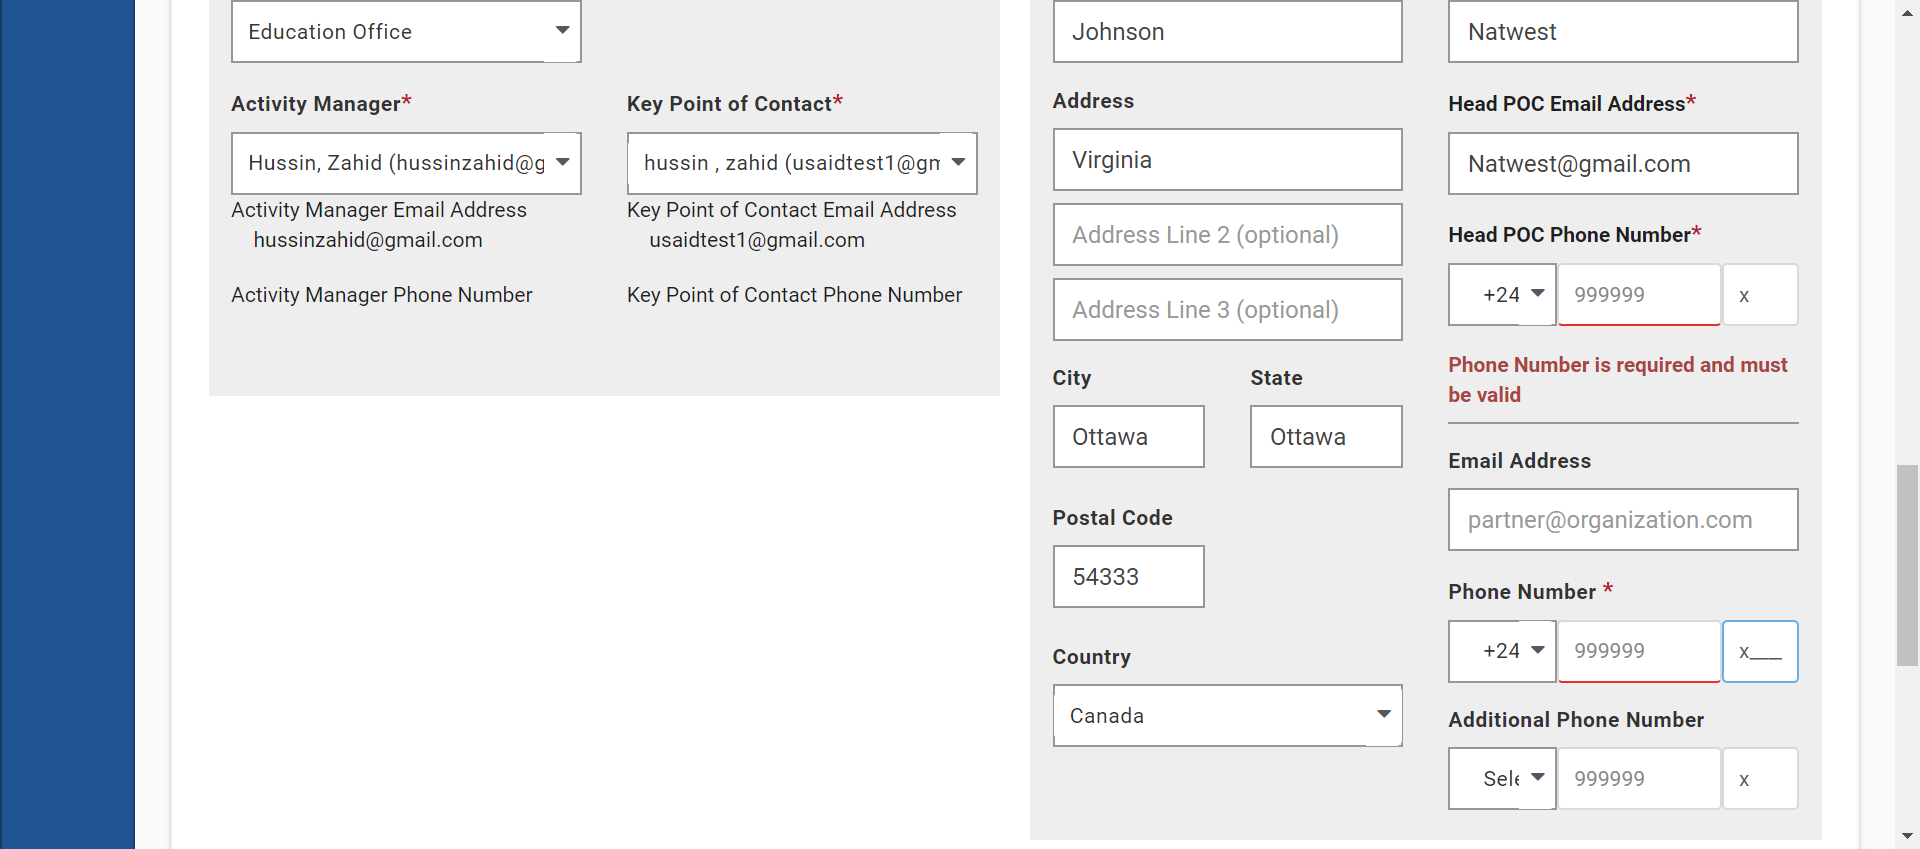 Education Office
Activity Manager*
Key Point of Contact*
Hussin, Zahid (hussinzahid@g
hussin , zahid (usaidtest1@gm
Activity Manager Email Address
hussinzahid@gmail.com
Key Point of Contact Email Address
usaidtest1@gmail.com
Activity Manager Phone Number
Key Point of Contact Phone Number
Johnson
Address
Virginia
Address Line 2 (optional)
Address Line 3 (optional)
City
State
Ottawa
Ottawa
Postal Code
54333
Country
Canada
Natwest
Head POC Email Address*
Natwest@gmail.com
Head POC Phone Number*
+24 999999 x
Phone Number is required and must
be valid
Email Address
partner@organization.com
Phone Number *
+24 999999 x___
Additional Phone Number
Sele 999999 x